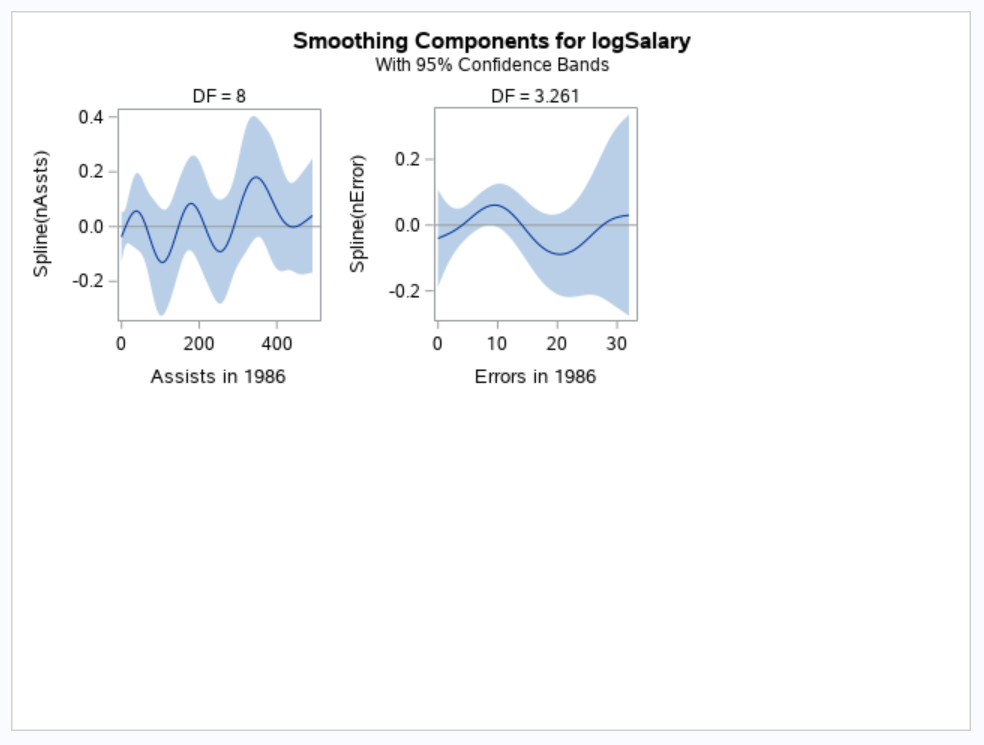 Smoothing Components for logSalary
With 95% Confidence Bands
DF = 8
0.4
0.2
0.0
-0.2
Spline(nAssts)
0 200 400
Assists in 1986
DF = 3.261
0.2
0.0
-0.2
Spline(nError)
0 10 20 30
Errors in 1986